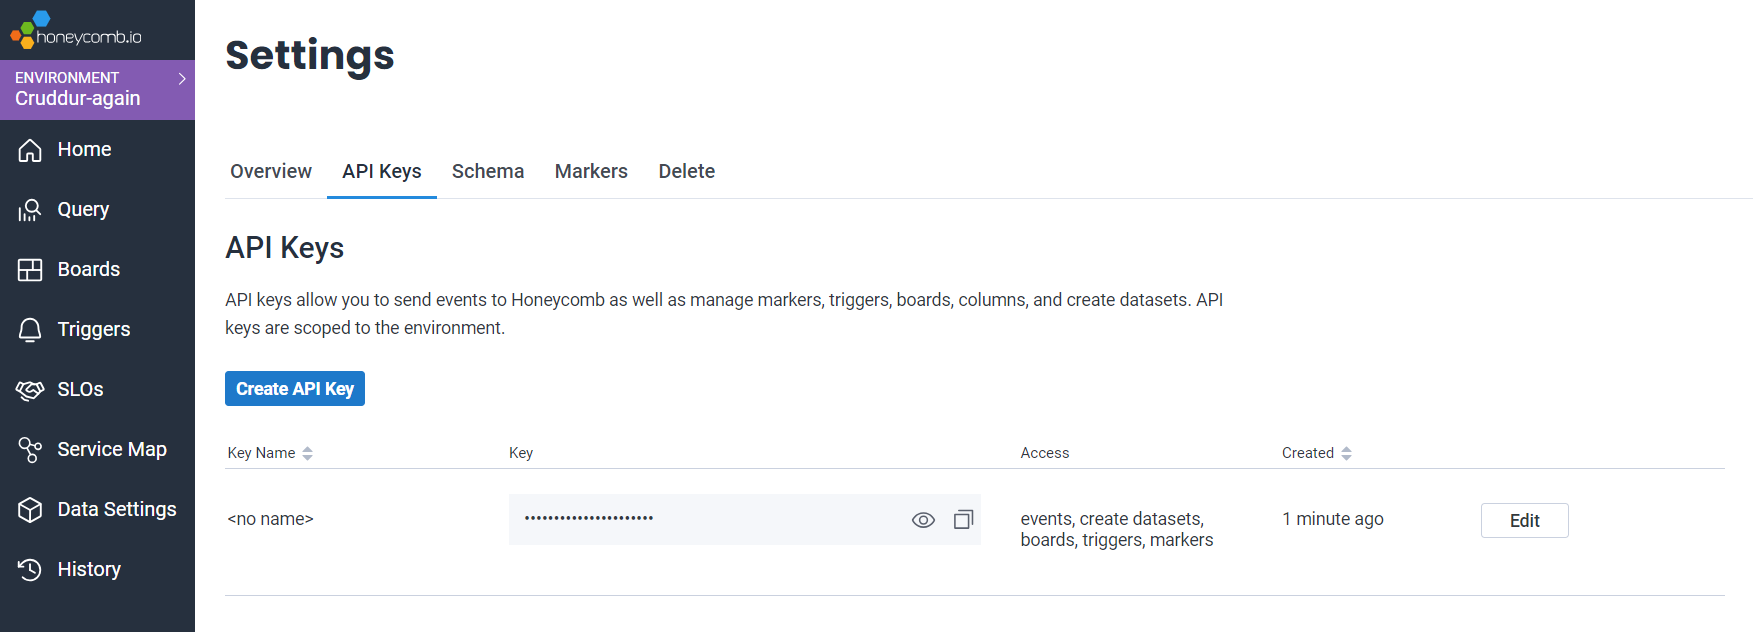 honeycomb.io
ENVIRONMENT
Cruddur-again
Home
Query
Boards
Triggers
SLOs
Service Map
Data Settings
History
Settings
Overview
API Keys
Schema
Markers
Delete
API Keys
API keys allow you to send events to Honeycomb as well as manage markers, triggers, boards, columns, and create datasets. API
keys are scoped to the environment.
Create API Key
Key Name
Key
Access
Created
<no name>
••••••••••••••••••••••
events, create datasets,
boards, triggers, markers
1 minute ago
Edit